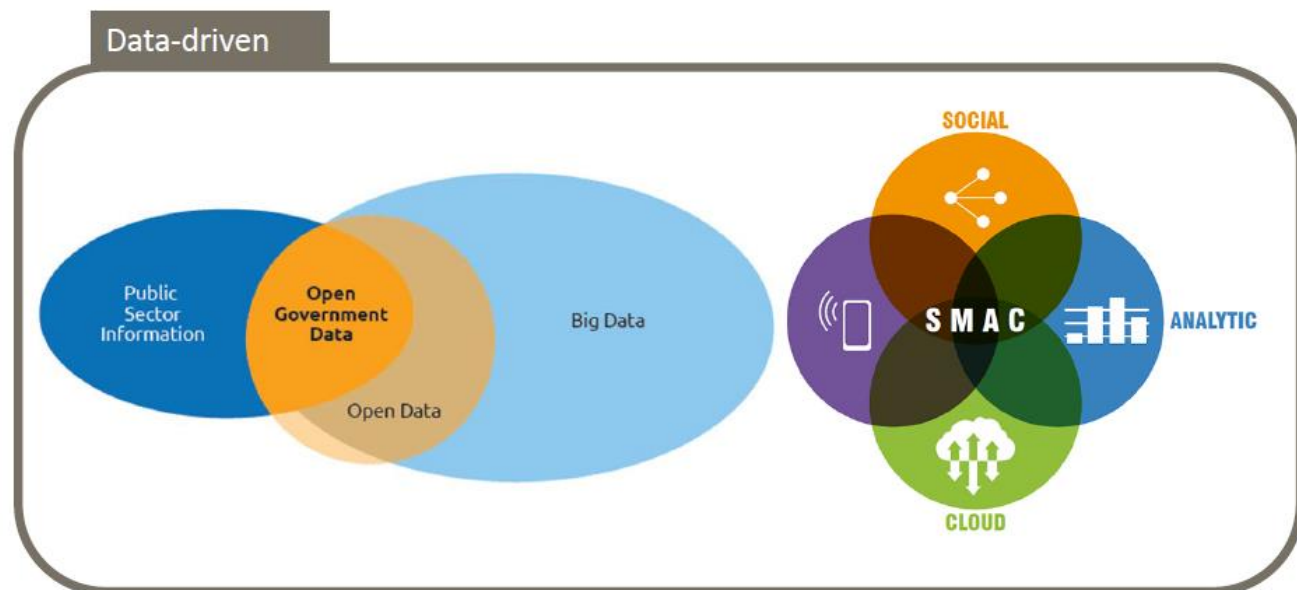 Data-driven
Public
Sector
Information
Open
Government
Data
Big Data
Open Data
SOCIAL
SMAC
ANALYTIC
CLOUD